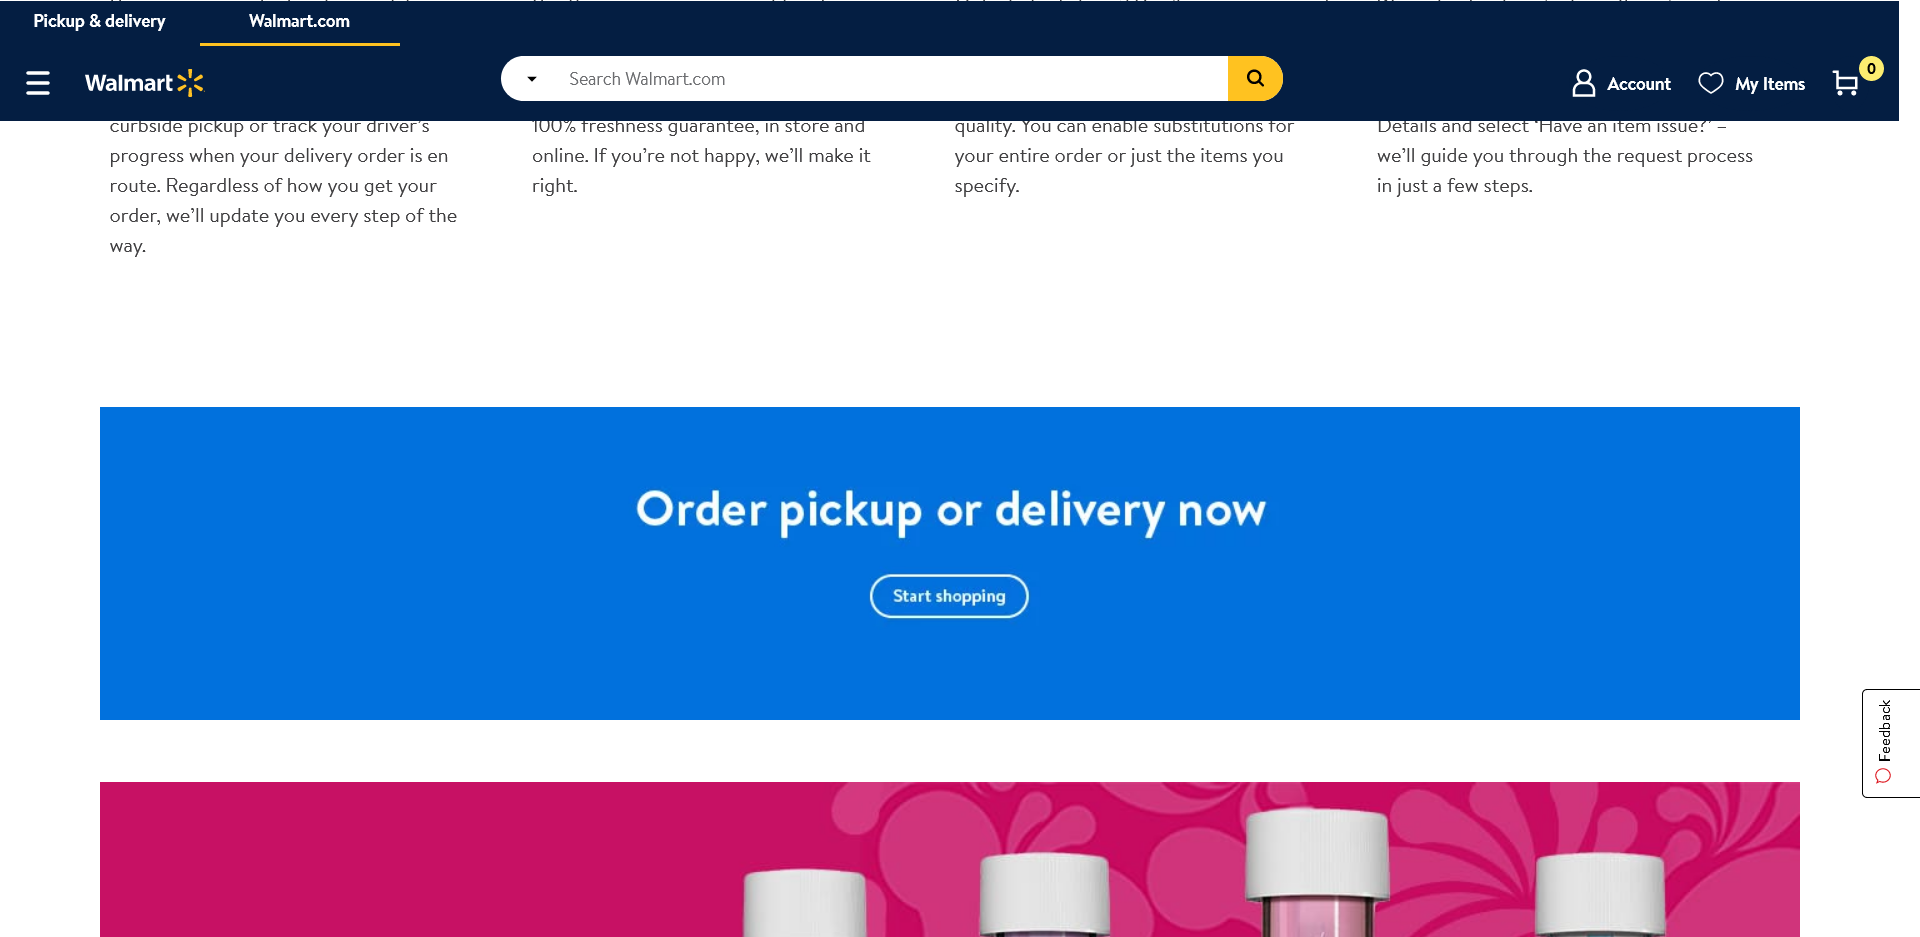 Pickup & delivery
Walmart.com
Walmart
Search Walmart.com
Account
My Items
0
curbside pickup or track your driver’s
progress when your delivery order is en
route. Regardless of how you get your
order, we’ll update you every step of the
way.
100% freshness guarantee, in store and
online. If you’re not happy, we’ll make it
right.
quality. You can enable substitutions for
your entire order or just the items you
specify.
Details and select ‘Have an item issue?’ –
we’ll guide you through the request process
in just a few steps.
Order pickup or delivery now
Start shopping
Feedback